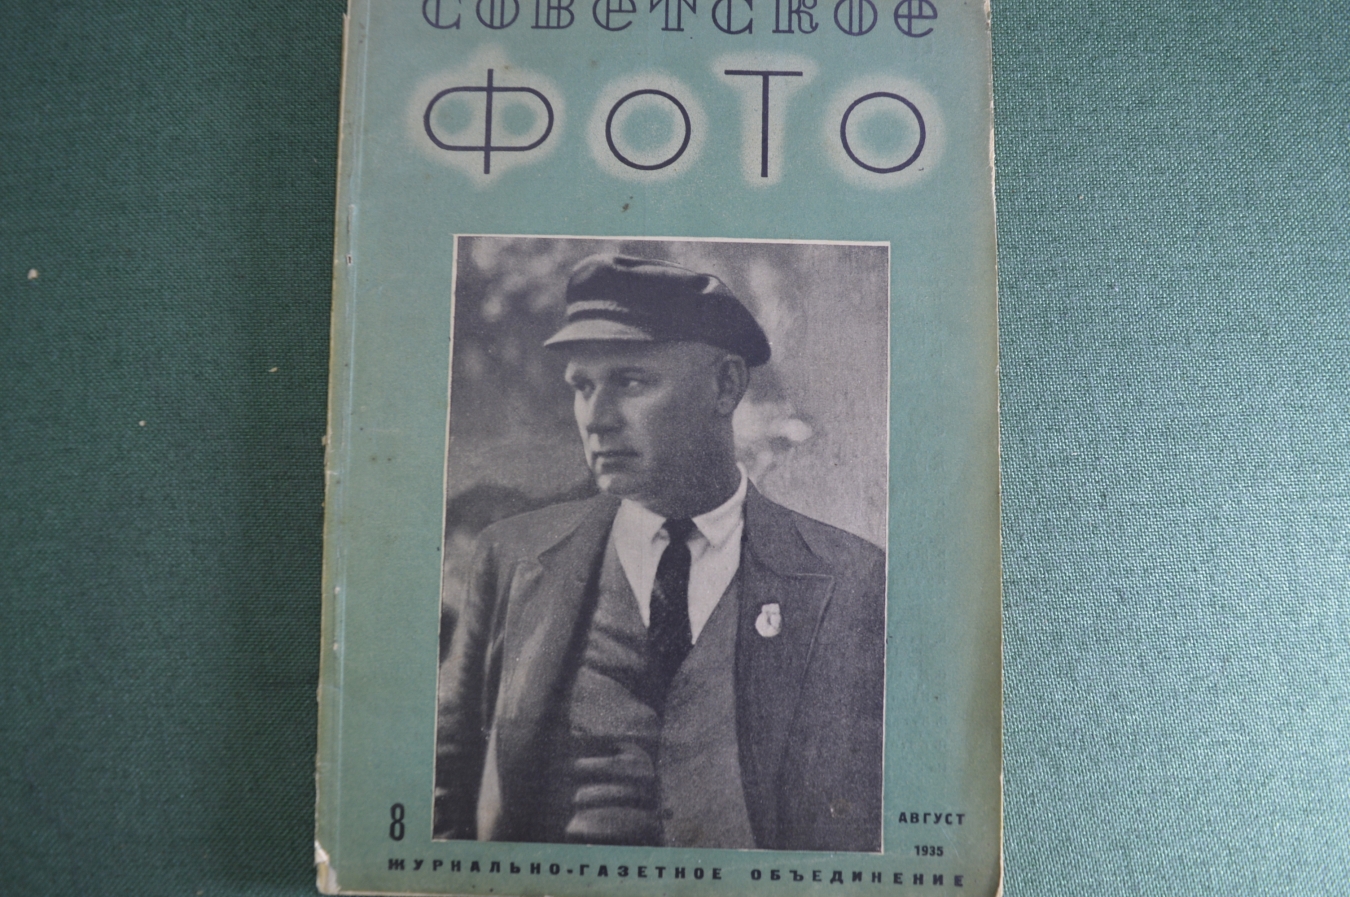 СОВЕТСКОЕ
ФОТО
8
АВГУСТ
1935
ЖУРНАЛЬНО-ГАЗЕТНОЕ ОБЪЕДИНЕНИЕ